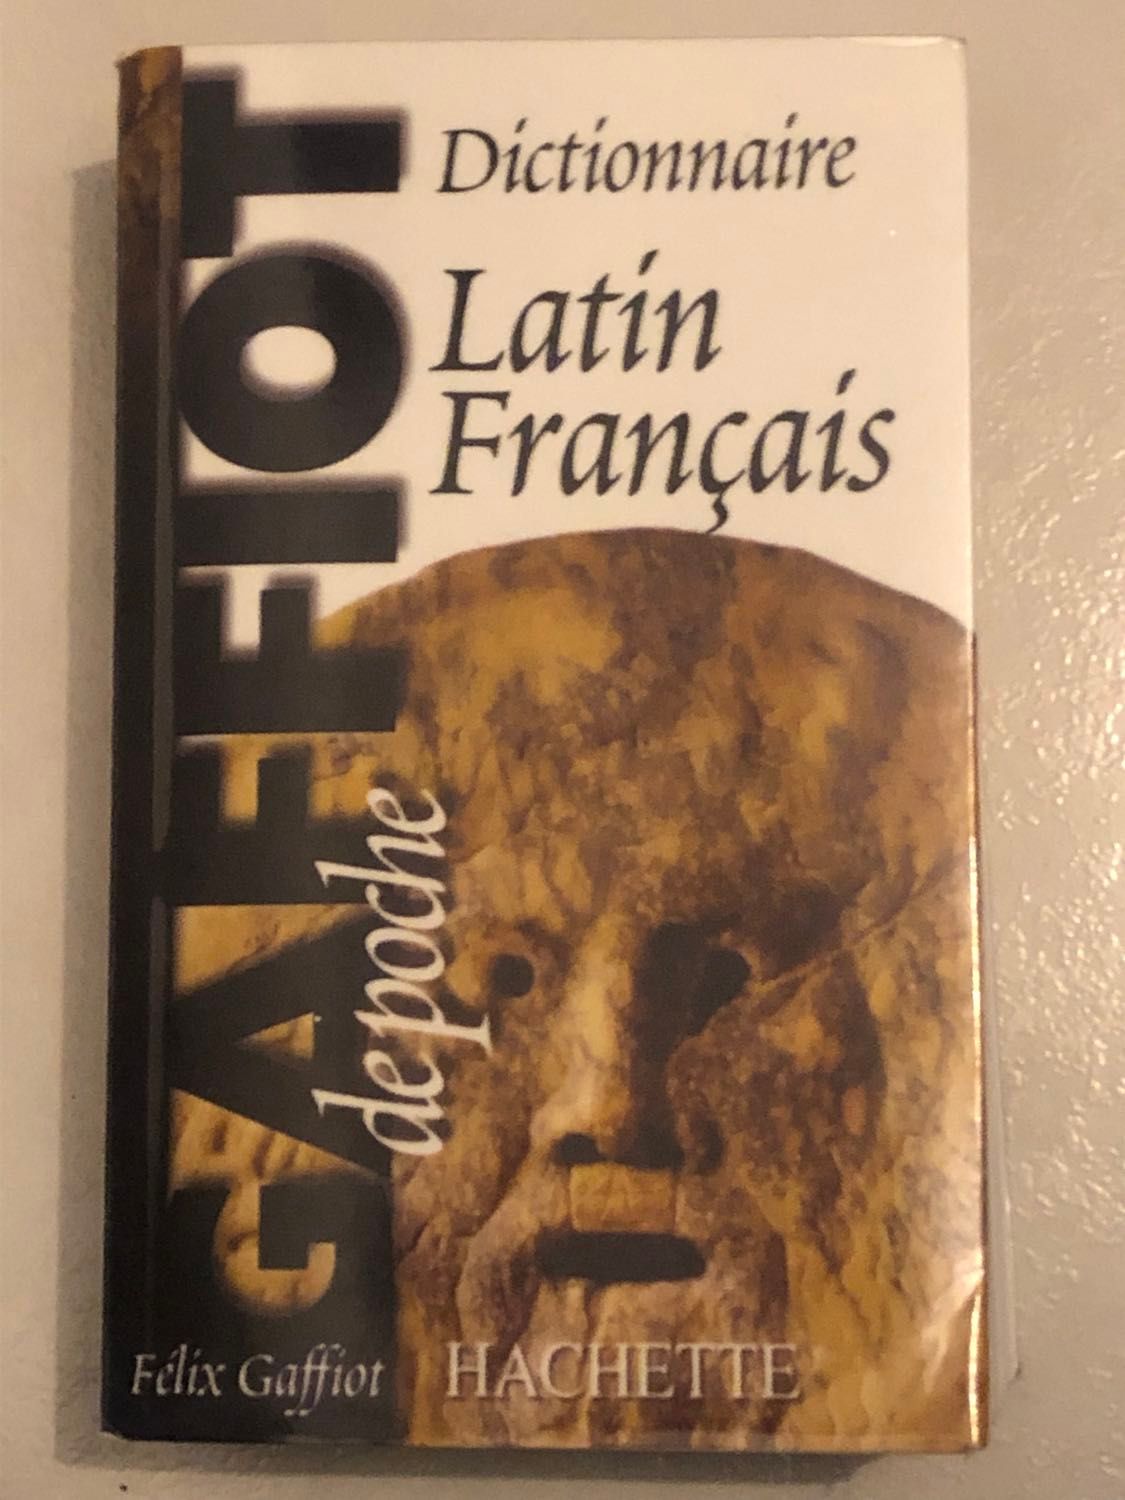 Dictionnaire
Latin
Français
GAFFIOT
de poche
Félix Gaffiot
HACHETTE